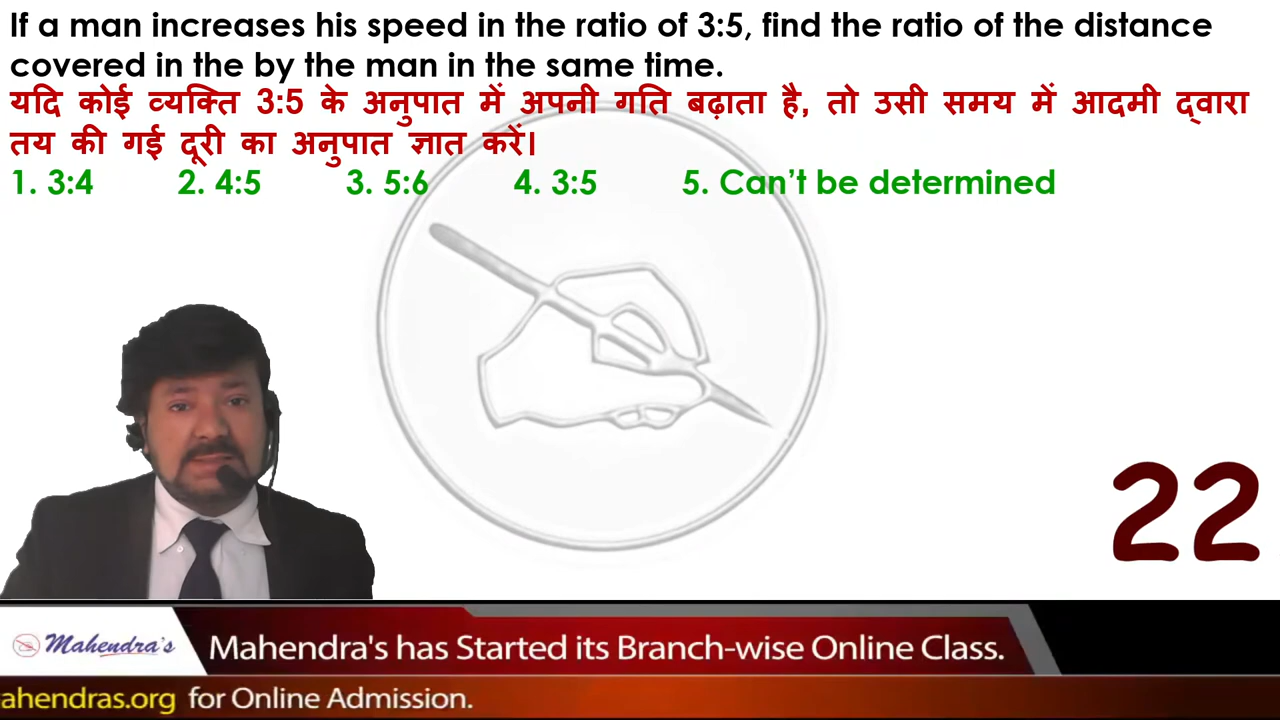 If a man increases his speed in the ratio of 3:5, find the ratio of the distance
covered in the by the man in the same time.
यदि कोई व्यक्ति 3:5 के अनुपात में अपनी गति बढ़ाता है, तो उसी समय में आदमी द्वारा
तय की गई दूरी का अनुपात ज्ञात करें।
1. 3:4 2. 4:5 3. 5:6 4. 3:5 5. Can’t be determined
22
Mahendra's
Mahendra's has Started its Branch-wise Online Class.
ahendras.org for Online Admission.